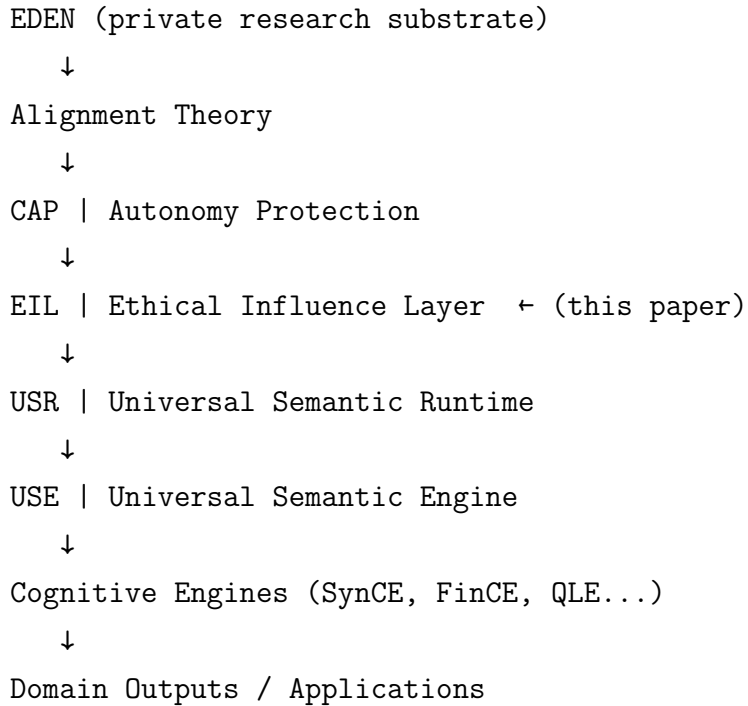 EDEN (private research substrate)
↓
Alignment Theory
↓
CAP | Autonomy Protection
↓
EIL | Ethical Influence Layer ← (this paper)
↓
USR | Universal Semantic Runtime
↓
USE | Universal Semantic Engine
↓
Cognitive Engines (SynCE, FinCE, QLE...)
↓
Domain Outputs / Applications